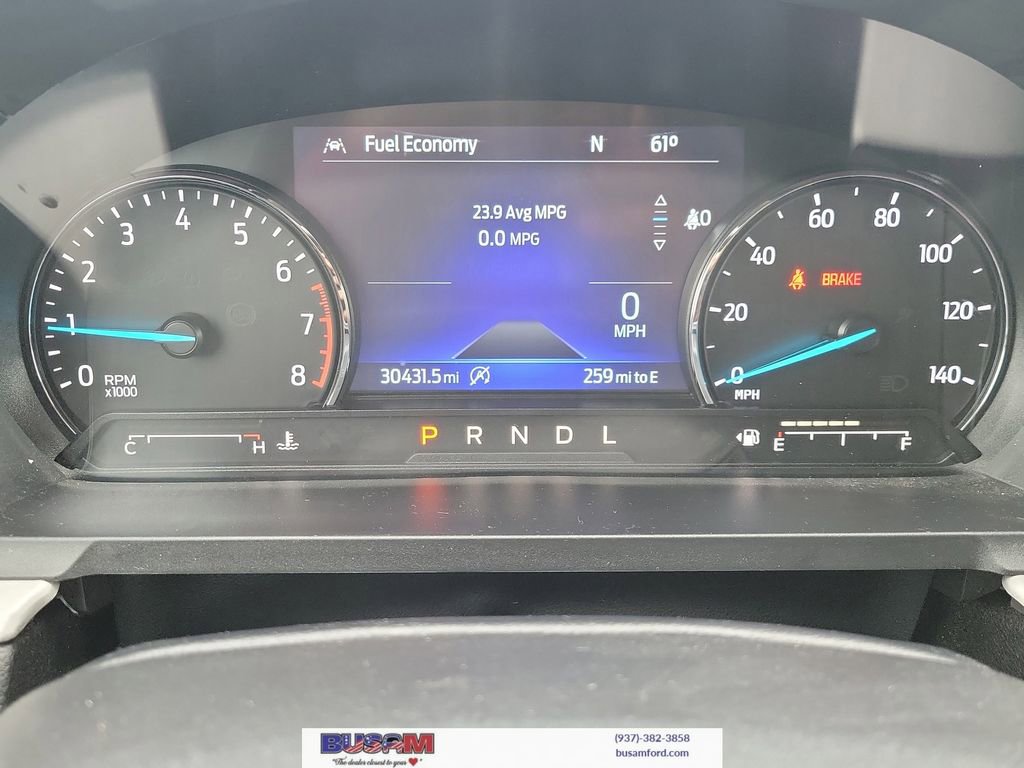 Fuel Economy N 61°
23.9 Avg MPG
0.0 MPG
0
MPH
30431.5 mi 259 mi to E
0 1 2 3 4 5 6 7 8
RPM
x1000
0 20 40 60 80 100 120 140
BRAKE
MPH
C H
P R N D L
E F
BUSAM
"The dealer closest to your
(937)-382-3858
busamford.com